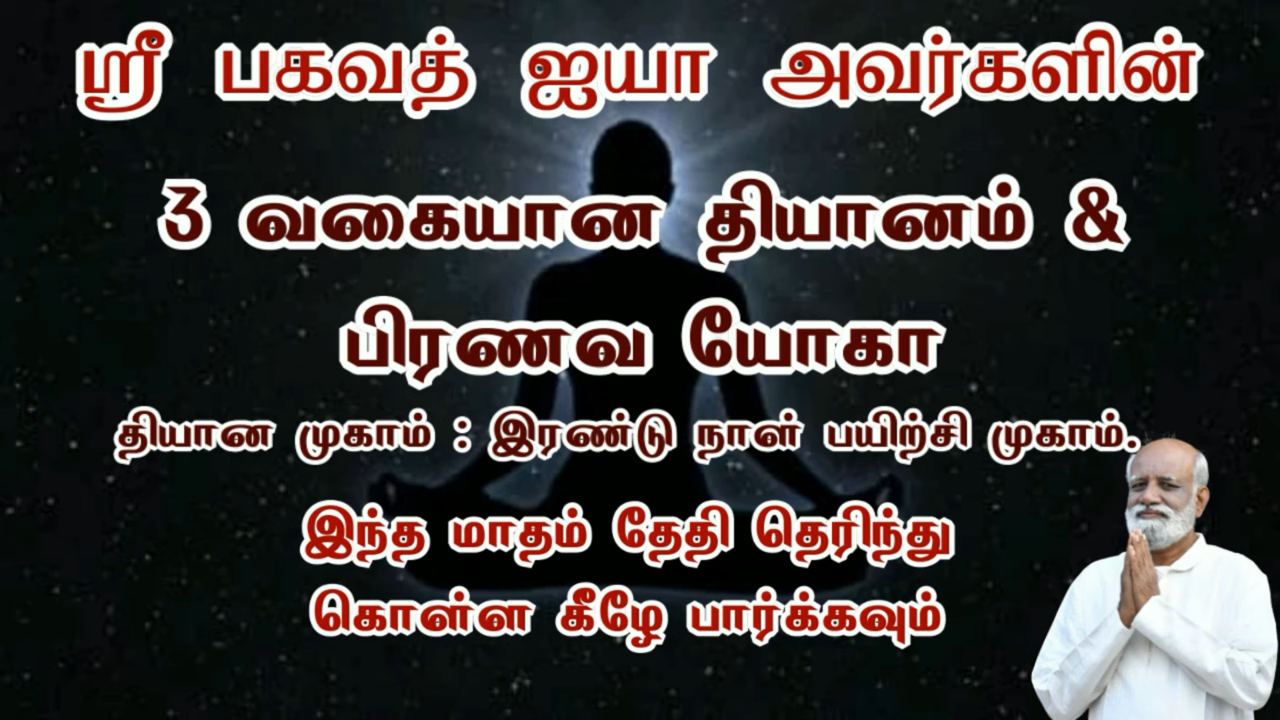 ஸ்ரீ பகவத் ஐயா அவர்களின்
3 வகையான தியானம் &
பிரணவ யோகா
தியான முகாம் : இரண்டு நாள் பயிற்சி முகாம்.
இந்த மாதம் தேதி தெரிந்து
கொள்ள கீழே பார்க்கவும்